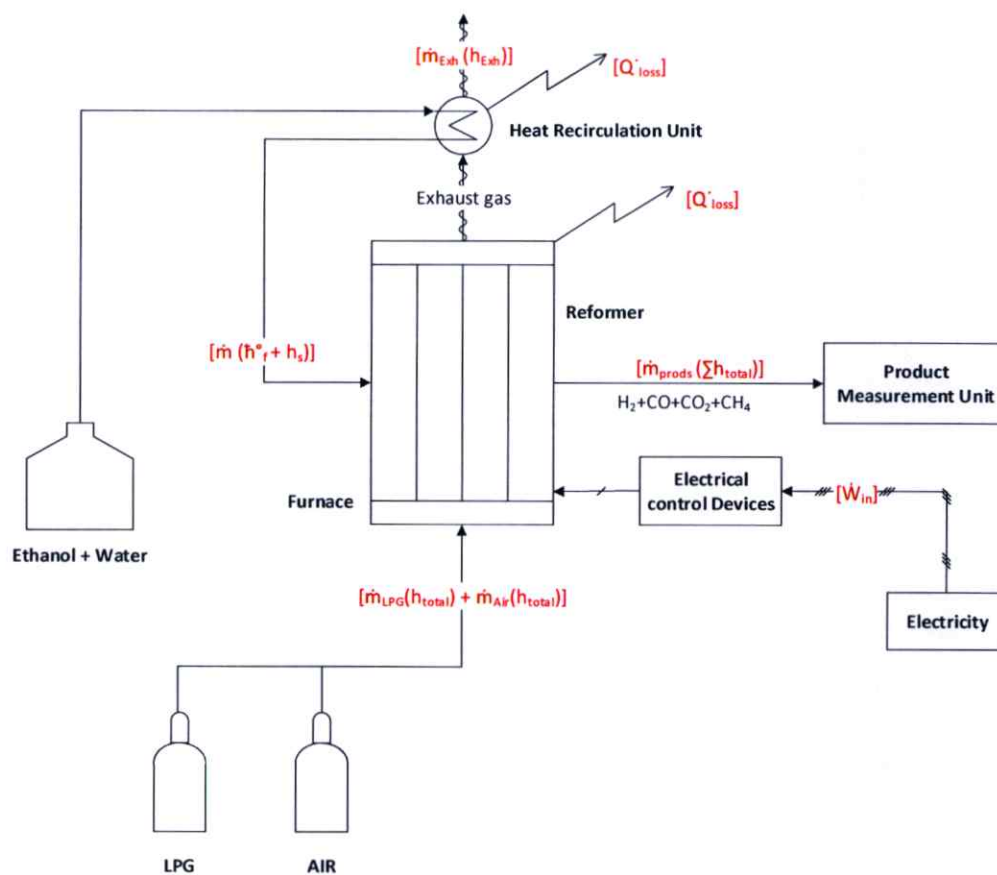 [ṁExh (hExh)]
[Q˙loss]
Heat Recirculation Unit
Exhaust gas
[Q˙loss]
Reformer
[ṁ (ħ°f + hs)]
[ṁprods (∑htotal)]
H₂+CO+CO₂+CH₄
Product
Measurement Unit
Electrical
control Devices
[Ẇin]
Furnace
Ethanol + Water
[ṁLPG(htotal) + ṁAir(htotal)]
Electricity
LPG
AIR